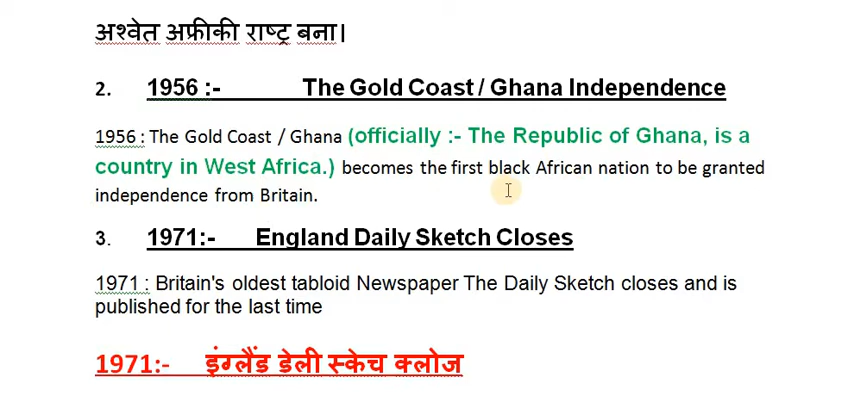 अश्वेत अफ्रीकी राष्ट्र बना।
2. 1956 :- The Gold Coast / Ghana Independence
1956 : The Gold Coast / Ghana (officially :- The Republic of Ghana, is a
country in West Africa.) becomes the first black African nation to be granted
independence from Britain.
3. 1971:- England Daily Sketch Closes
1971 : Britain's oldest tabloid Newspaper The Daily Sketch closes and is
published for the last time
1971:- इंग्लैंड डेली स्केच क्लोज